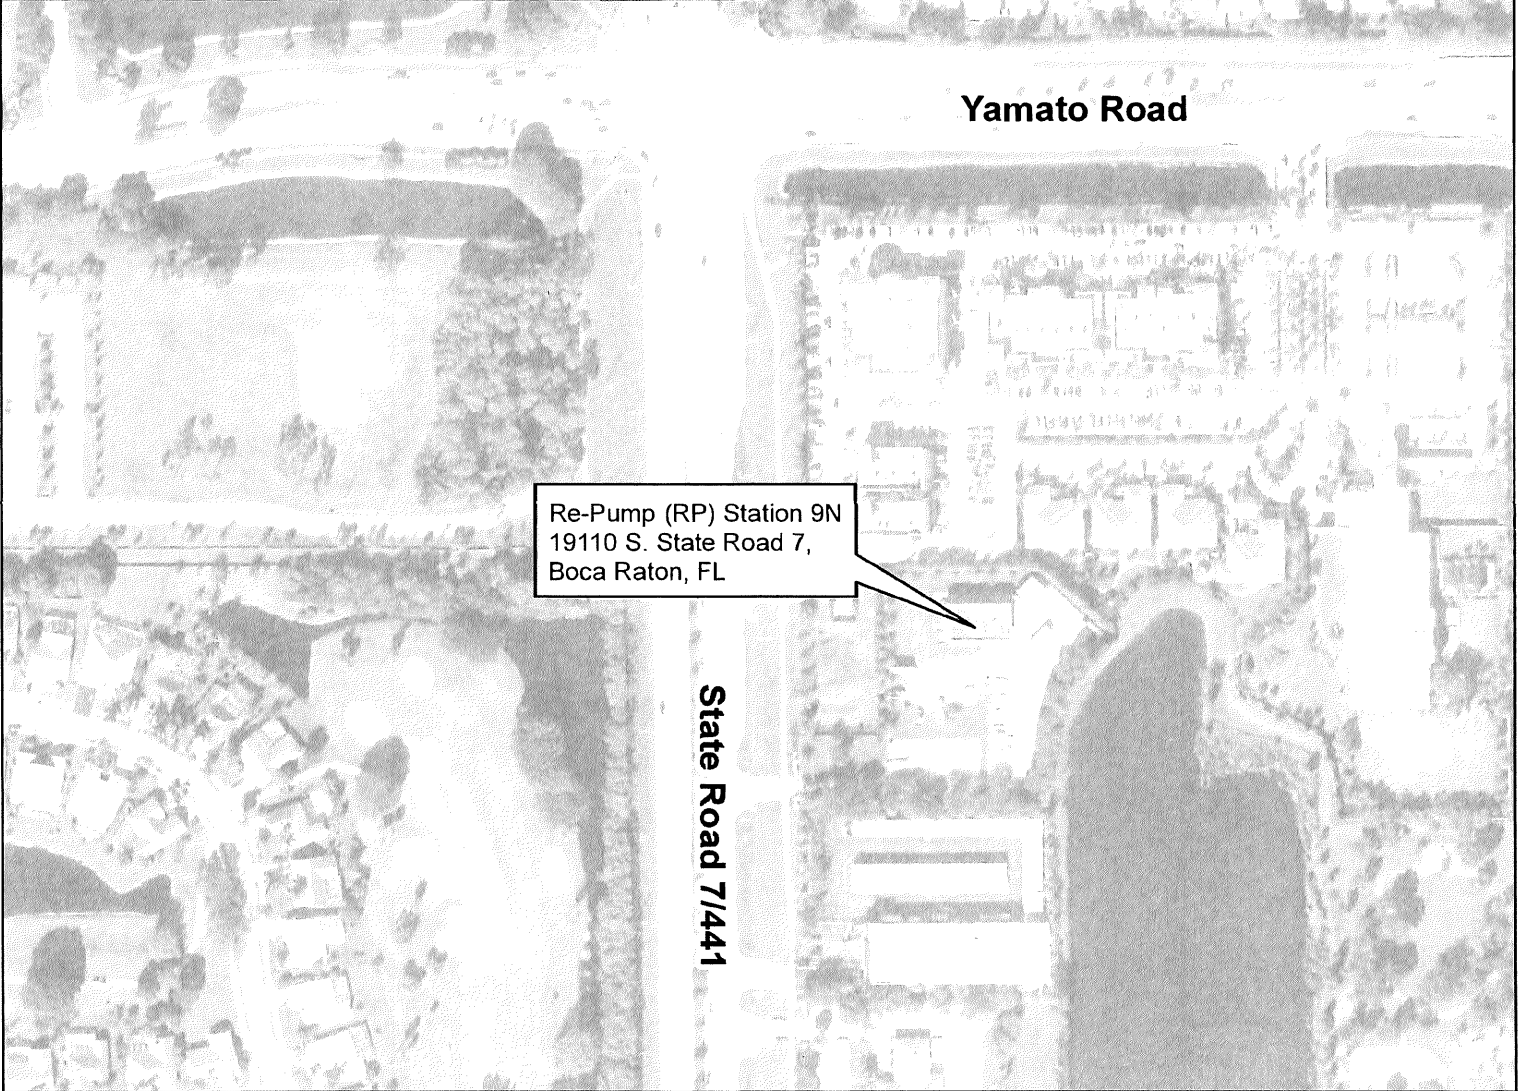 Yamato Road
Re-Pump (RP) Station 9N
19110 S. State Road 7,
Boca Raton, FL
State Road 7/441